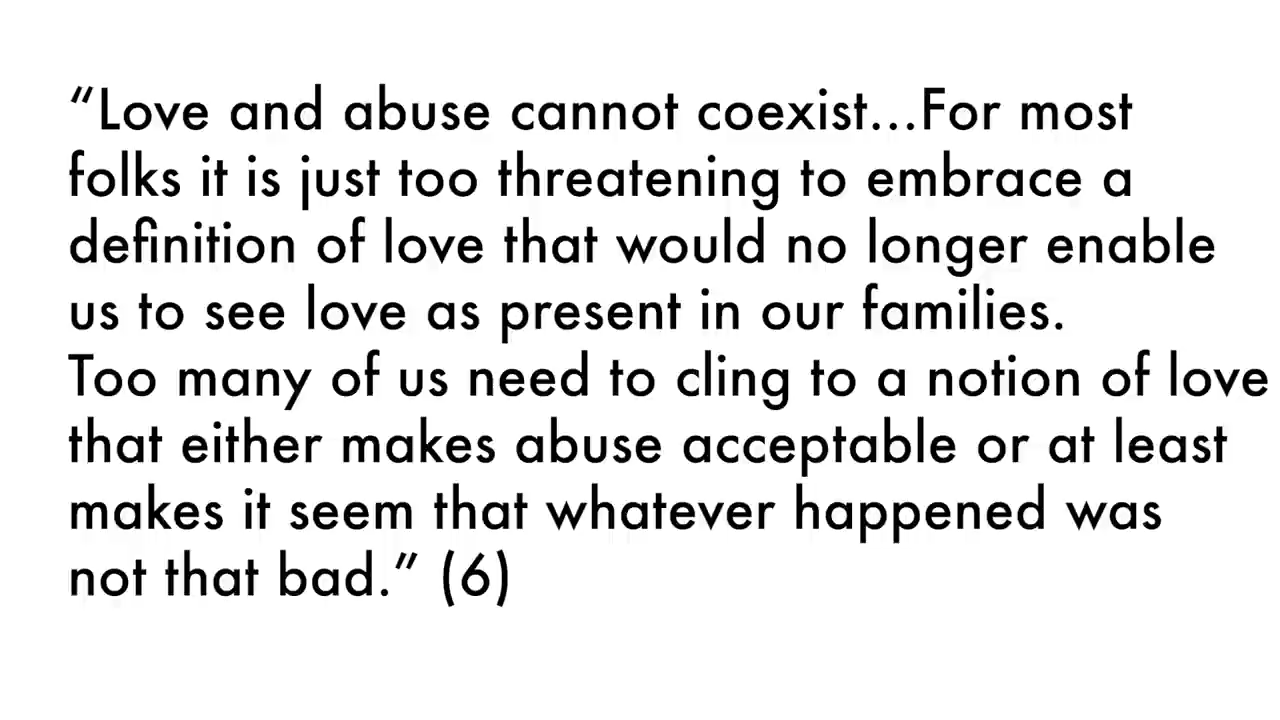 “Love and abuse cannot coexist...For most
folks it is just too threatening to embrace a
definition of love that would no longer enable
us to see love as present in our families.
Too many of us need to cling to a notion of love
that either makes abuse acceptable or at least
makes it seem that whatever happened was
not that bad.” (6)